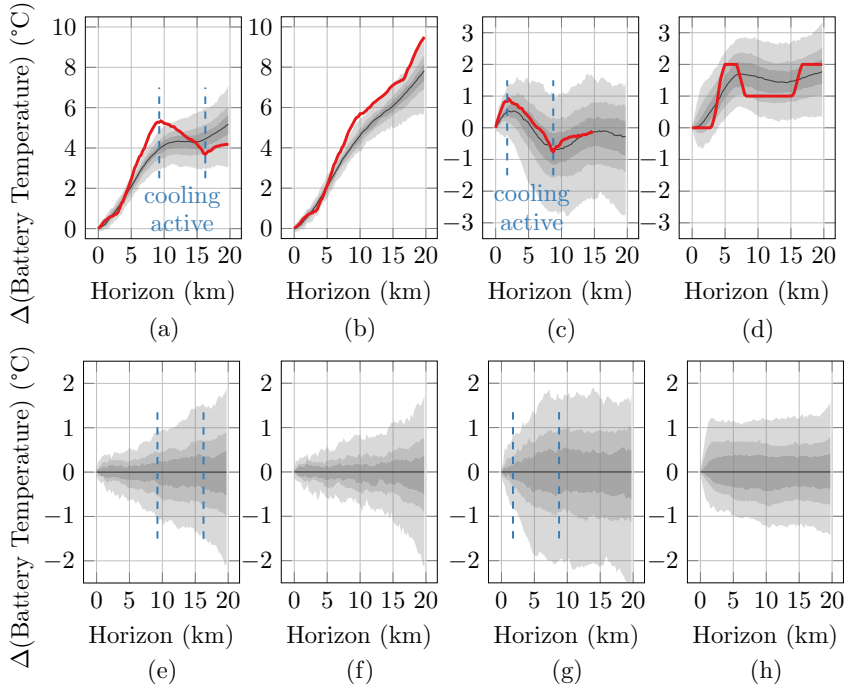 Δ(Battery Temperature) (°C)
10
8
6
4
2
0
cooling
active
0 5 10 15 20
Horizon (km)
(a)
10
8
6
4
2
0
0 5 10 15 20
Horizon (km)
(b)
3
2
1
0
−1
−2
−3
cooling
active
0 5 10 15 20
Horizon (km)
(c)
3
2
1
0
−1
−2
−3
0 5 10 15 20
Horizon (km)
(d)
Δ(Battery Temperature) (°C)
2
1
0
−1
−2
0 5 10 15 20
Horizon (km)
(e)
2
1
0
−1
−2
0 5 10 15 20
Horizon (km)
(f)
2
1
0
−1
−2
0 5 10 15 20
Horizon (km)
(g)
2
1
0
−1
−2
0 5 10 15 20
Horizon (km)
(h)